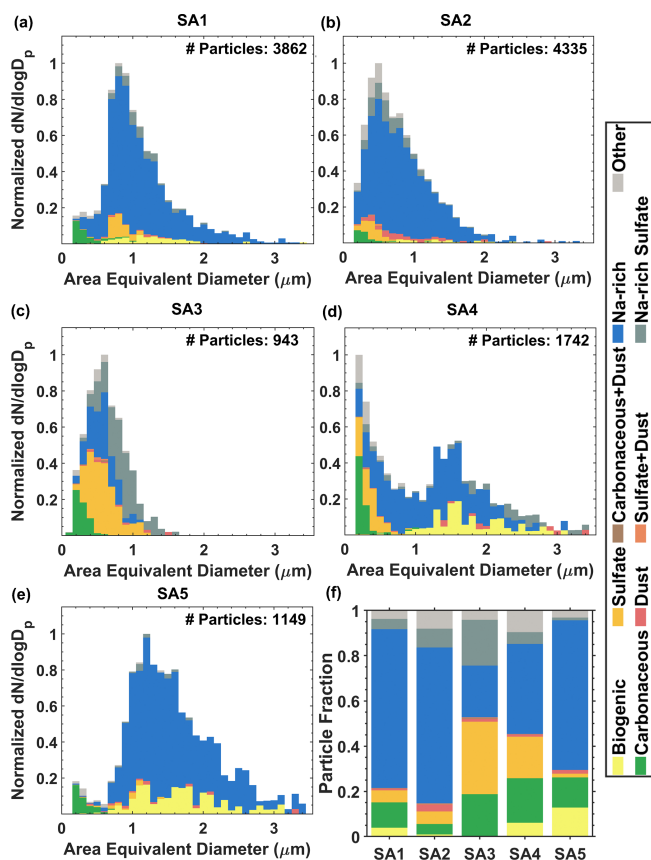 (a) SA1
# Particles: 3862
Normalized dN/dlogD_p
1
0.8
0.6
0.4
0.2
0 1 2 3
Area Equivalent Diameter (μm)
(b) SA2
# Particles: 4335
1
0.8
0.6
0.4
0.2
0 1 2 3
Area Equivalent Diameter (μm)
(c) SA3
# Particles: 943
Normalized dN/dlogD_p
1
0.8
0.6
0.4
0.2
0 1 2 3
Area Equivalent Diameter (μm)
(d) SA4
# Particles: 1742
1
0.8
0.6
0.4
0.2
0 1 2 3
Area Equivalent Diameter (μm)
(e) SA5
# Particles: 1149
Normalized dN/dlogD_p
1
0.8
0.6
0.4
0.2
0 1 2 3
Area Equivalent Diameter (μm)
(f)
Particle Fraction
1
0.8
0.6
0.4
0.2
0
SA1 SA2 SA3 SA4 SA5
Biogenic
Sulfate
Carbonaceous+Dust
Na-rich
Other
Carbonaceous
Dust
Sulfate+Dust
Na-rich Sulfate